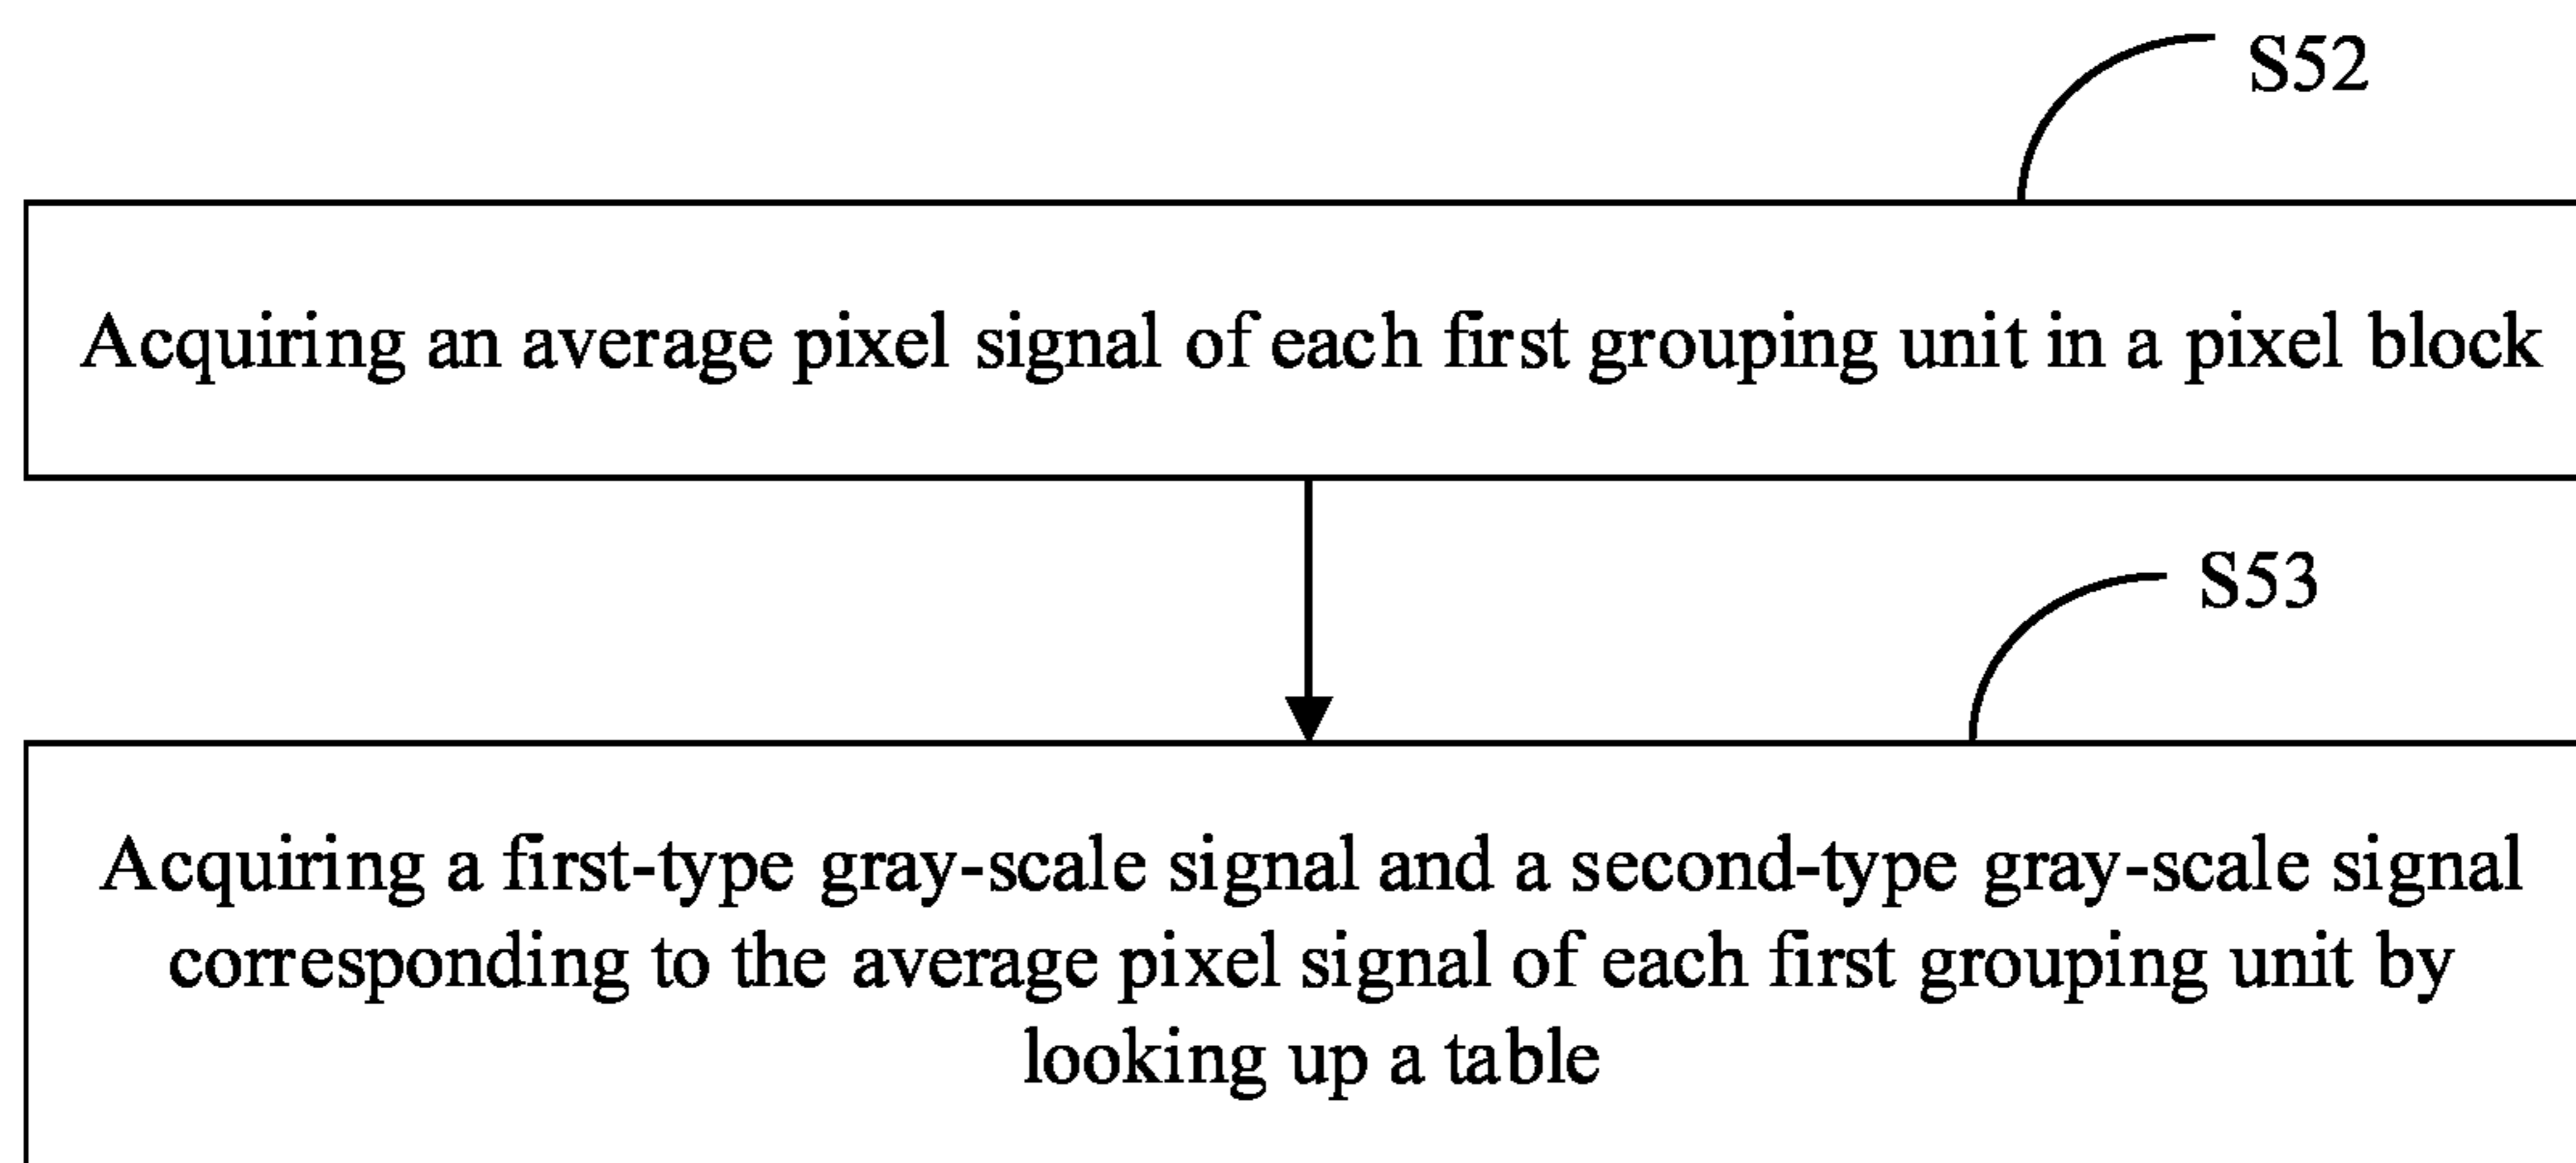 S52
Acquiring an average pixel signal of each first grouping unit in a pixel block
S53
Acquiring a first-type gray-scale signal and a second-type gray-scale signal
corresponding to the average pixel signal of each first grouping unit by
looking up a table